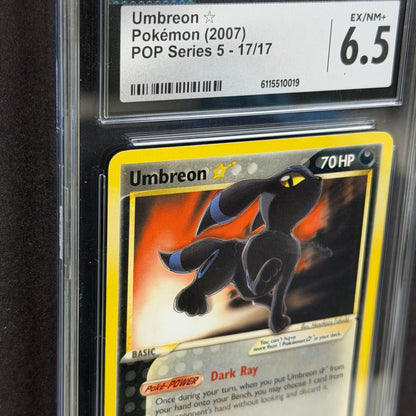 Umbreon ☆
Pokémon (2007)
POP Series 5 - 17/17
EX/NM+
6.5
6115510019
Umbreon ☆
70 HP
BASIC
You can't have
more than 1 Pokémon ☆ in your deck.
Poké-POWER Dark Ray
Once during your turn, when you put Umbreon ☆ from
your hand onto your Bench, you may choose 1 card from
hand without looking and discard it.